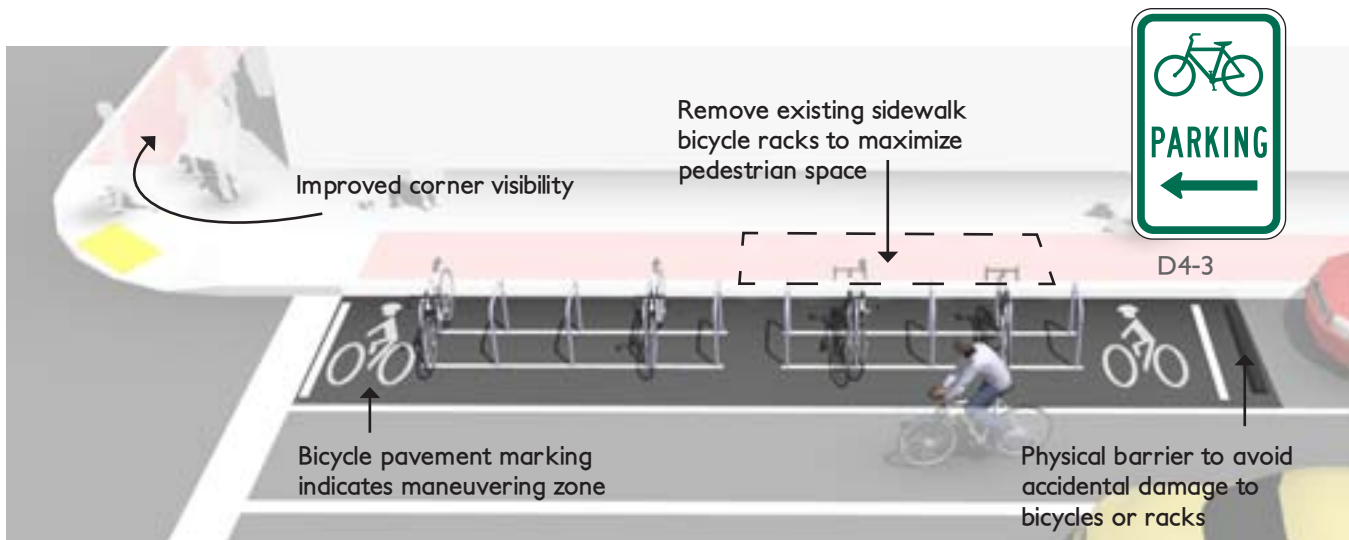 Remove existing sidewalk
bicycle racks to maximize
pedestrian space
PARKING
Improved corner visibility
D4-3
Bicycle pavement marking
indicates maneuvering zone
Physical barrier to avoid
accidental damage to
bicycles or racks